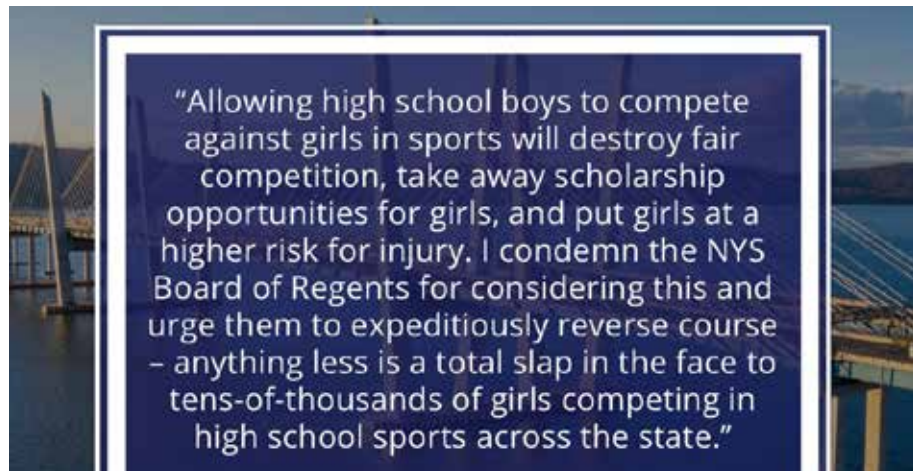 “Allowing high school boys to compete
against girls in sports will destroy fair
competition, take away scholarship
opportunities for girls, and put girls at a
higher risk for injury. I condemn the NYS
Board of Regents for considering this and
urge them to expeditiously reverse course
– anything less is a total slap in the face to
tens-of-thousands of girls competing in
high school sports across the state.”